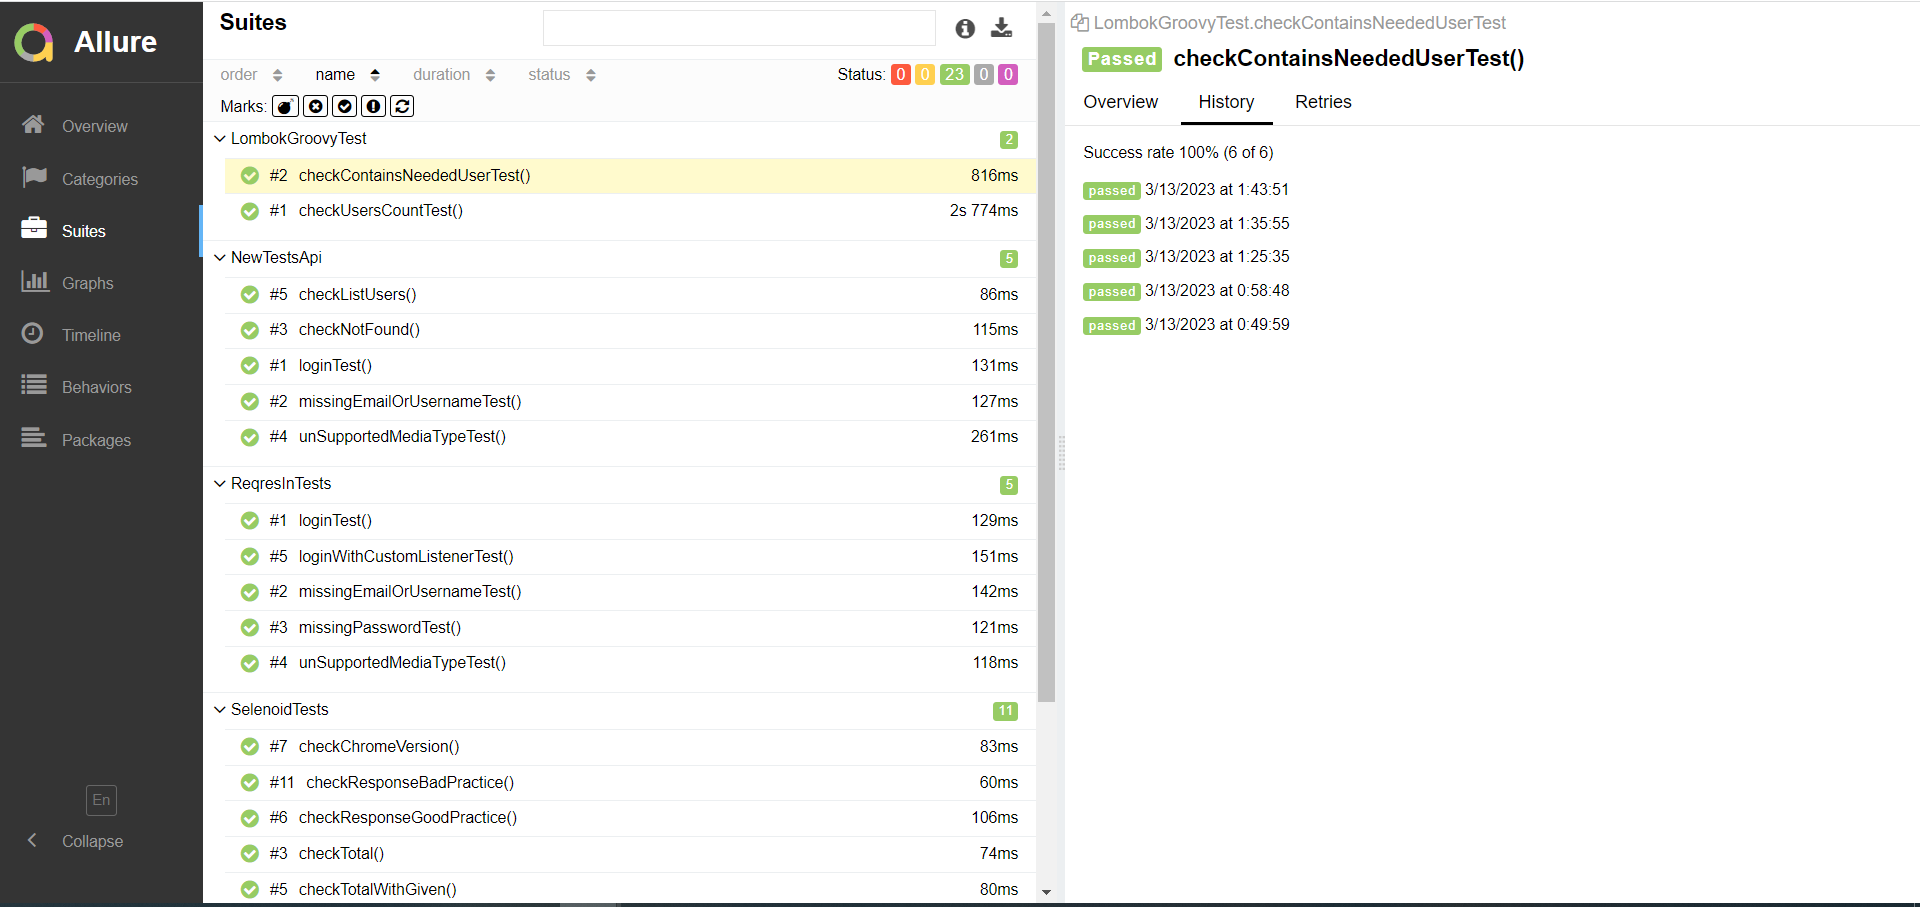 Allure
Overview
Categories
Suites
Graphs
Timeline
Behaviors
Packages
En
Collapse
Suites
order name duration status Status: 0 0 23 0 0
Marks:
LombokGroovyTest 2
#2 checkContainsNeededUserTest() 816ms
#1 checkUsersCountTest() 2s 774ms
NewTestsApi 5
#5 checkListUsers() 86ms
#3 checkNotFound() 115ms
#1 loginTest() 131ms
#2 missingEmailOrUsernameTest() 127ms
#4 unSupportedMediaTypeTest() 261ms
ReqresInTests 5
#1 loginTest() 129ms
#5 loginWithCustomListenerTest() 151ms
#2 missingEmailOrUsernameTest() 142ms
#3 missingPasswordTest() 121ms
#4 unSupportedMediaTypeTest() 118ms
SelenoidTests 11
#7 checkChromeVersion() 83ms
#11 checkResponseBadPractice() 60ms
#6 checkResponseGoodPractice() 106ms
#3 checkTotal() 74ms
#5 checkTotalWithGiven() 80ms
LombokGroovyTest.checkContainsNeededUserTest
Passed checkContainsNeededUserTest()
Overview History Retries
Success rate 100% (6 of 6)
passed 3/13/2023 at 1:43:51
passed 3/13/2023 at 1:35:55
passed 3/13/2023 at 1:25:35
passed 3/13/2023 at 0:58:48
passed 3/13/2023 at 0:49:59